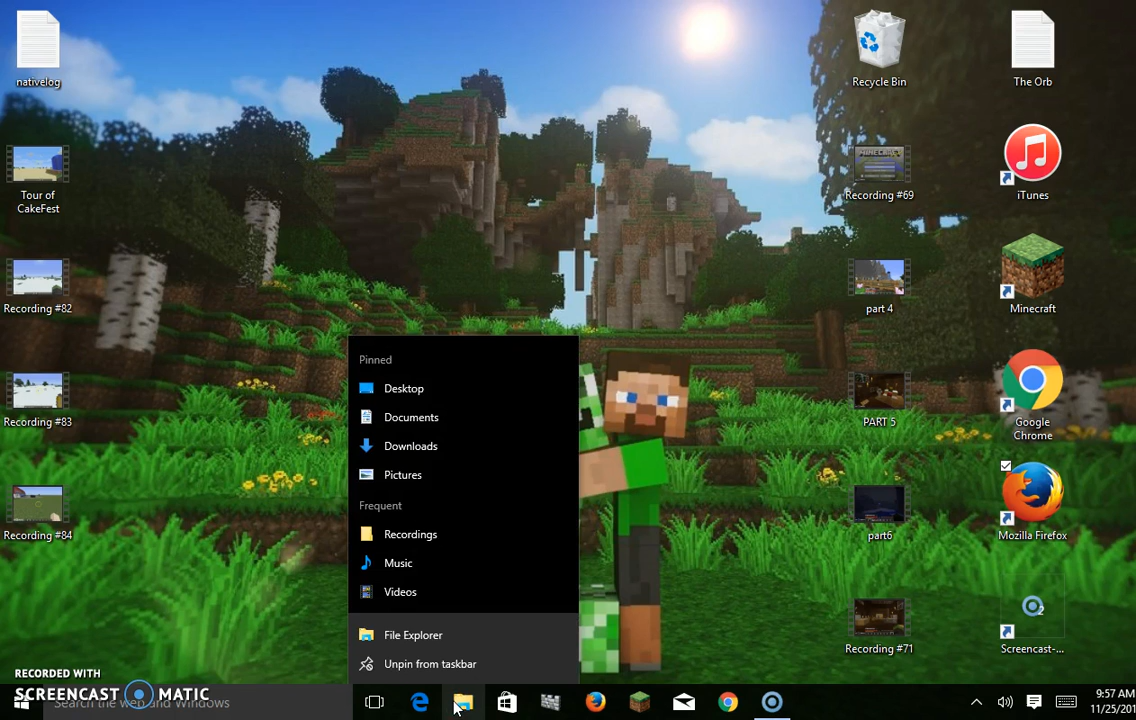 nativelog
Tour of
CakeFest
Recording #82
Recording #83
Recording #84
Recycle Bin
Recording #69
part 4
PART 5
part6
Recording #71
The Orb
iTunes
Minecraft
Google
Chrome
Mozilla Firefox
2
Screencast-...
Pinned
Desktop
Documents
Downloads
Pictures
Frequent
Recordings
Music
Videos
File Explorer
Unpin from taskbar
RECORDED WITH
SCREENCAST MATIC
Search the web and Windows
9:57 AM
11/25/201